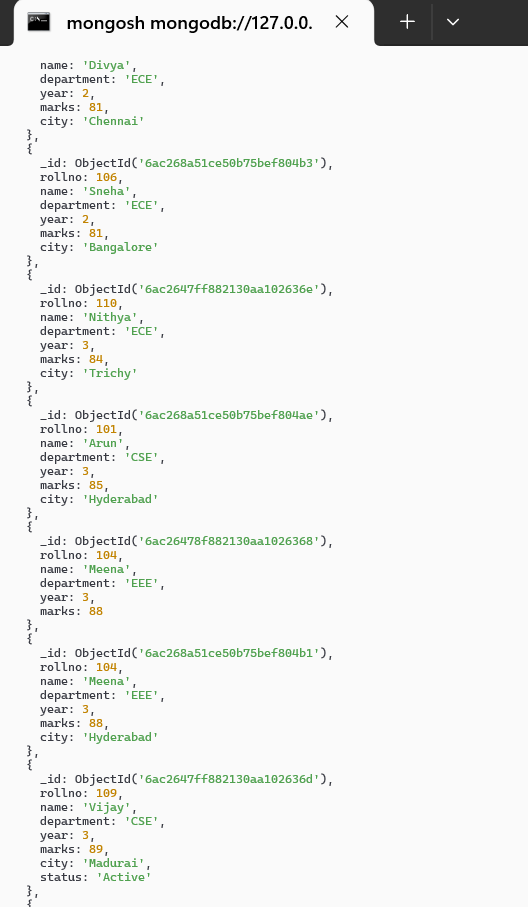 mongosh mongodb://127.0.0.
name: 'Divya',
department: 'ECE',
year: 2,
marks: 81,
city: 'Chennai'
},
{
_id: ObjectId('6ac268a51ce50b75bef804b3'),
rollno: 106,
name: 'Sneha',
department: 'ECE',
year: 2,
marks: 81,
city: 'Bangalore'
},
{
_id: ObjectId('6ac2647ff882130aa102636e'),
rollno: 110,
name: 'Nithya',
department: 'ECE',
year: 3,
marks: 84,
city: 'Trichy'
},
{
_id: ObjectId('6ac268a51ce50b75bef804ae'),
rollno: 101,
name: 'Arun',
department: 'CSE',
year: 3,
marks: 85,
city: 'Hyderabad'
},
{
_id: ObjectId('6ac26478f882130aa1026368'),
rollno: 104,
name: 'Meena',
department: 'EEE',
year: 3,
marks: 88
},
{
_id: ObjectId('6ac268a51ce50b75bef804b1'),
rollno: 104,
name: 'Meena',
department: 'EEE',
year: 3,
marks: 88,
city: 'Hyderabad'
},
{
_id: ObjectId('6ac2647ff882130aa102636d'),
rollno: 109,
name: 'Vijay',
department: 'CSE',
year: 3,
marks: 89,
city: 'Madurai',
status: 'Active'
},
{